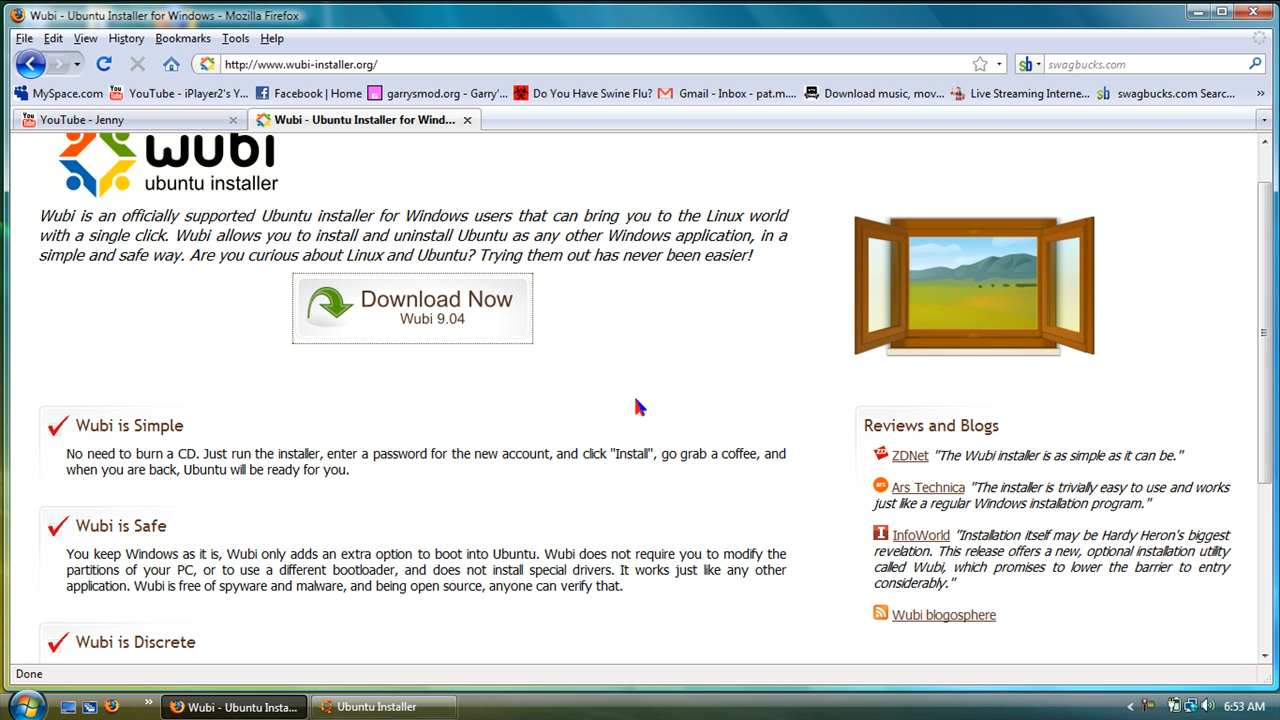 Wubi - Ubuntu Installer for Windows - Mozilla Firefox
File Edit View History Bookmarks Tools Help
http://www.wubi-installer.org/
sb swagbucks.com
MySpace.com YouTube - iPlayer2's Y... Facebook | Home garrysmod.org - Garry'... Do You Have Swine Flu? Gmail - Inbox - pat.m... Download music, mov... Live Streaming Interne... sb swagbucks.com Sear... »
YouTube - Jenny Wubi - Ubuntu Installer for Wind...
wubi
ubuntu installer
Wubi is an officially supported Ubuntu installer for Windows users that can bring you to the Linux world
with a single click. Wubi allows you to install and uninstall Ubuntu as any other Windows application, in a
simple and safe way. Are you curious about Linux and Ubuntu? Trying them out has never been easier!
Download Now
Wubi 9.04
Wubi is Simple
No need to burn a CD. Just run the installer, enter a password for the new account, and click "Install", go grab a coffee, and
when you are back, Ubuntu will be ready for you.
Wubi is Safe
You keep Windows as it is, Wubi only adds an extra option to boot into Ubuntu. Wubi does not require you to modify the
partitions of your PC, or to use a different bootloader, and does not install special drivers. It works just like any other
application. Wubi is free of spyware and malware, and being open source, anyone can verify that.
Wubi is Discrete
Reviews and Blogs
ZDNet "The Wubi installer is as simple as it can be."
Ars Technica "The installer is trivially easy to use and works
just like a regular Windows installation program."
InfoWorld "Installation itself may be Hardy Heron's biggest
revelation. This release offers a new, optional installation utility
called Wubi, which promises to lower the barrier to entry
considerably."
Wubi blogosphere
Done
» Wubi - Ubuntu Insta... Ubuntu Installer 6:53 AM